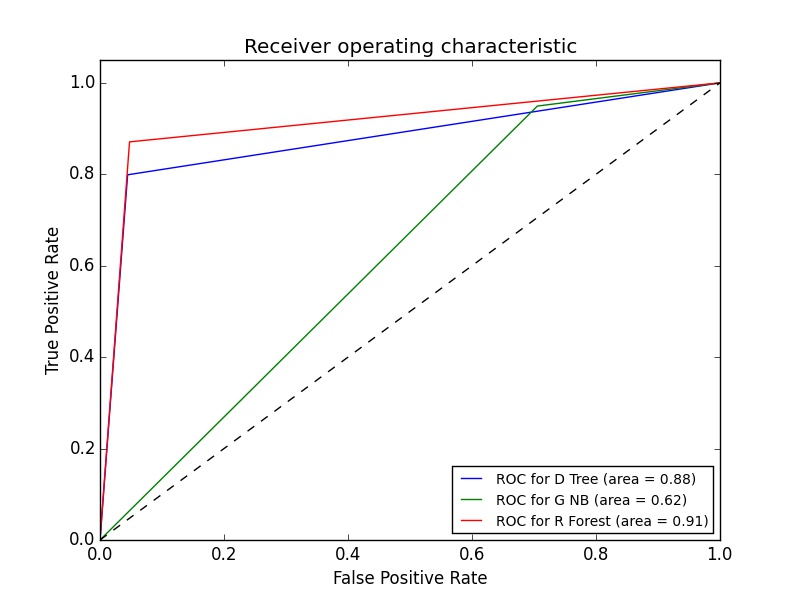 Receiver operating characteristic
1.0
0.8
0.6
0.4
0.2
0.0
True Positive Rate
ROC for D Tree (area = 0.88)
ROC for G NB (area = 0.62)
ROC for R Forest (area = 0.91)
0.0 0.2 0.4 0.6 0.8 1.0
False Positive Rate